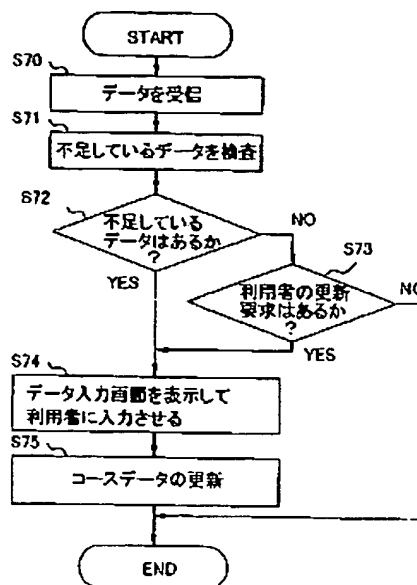 START
S70
データを受信
S71
不足しているデータを検査
S72
不足している
データはあるか
?
NO
YES
S73
利用者の更新
要求はあるか
?
NO
YES
S74
データ入力画面を表示して
利用者に入力させる
S75
コースデータの更新
END